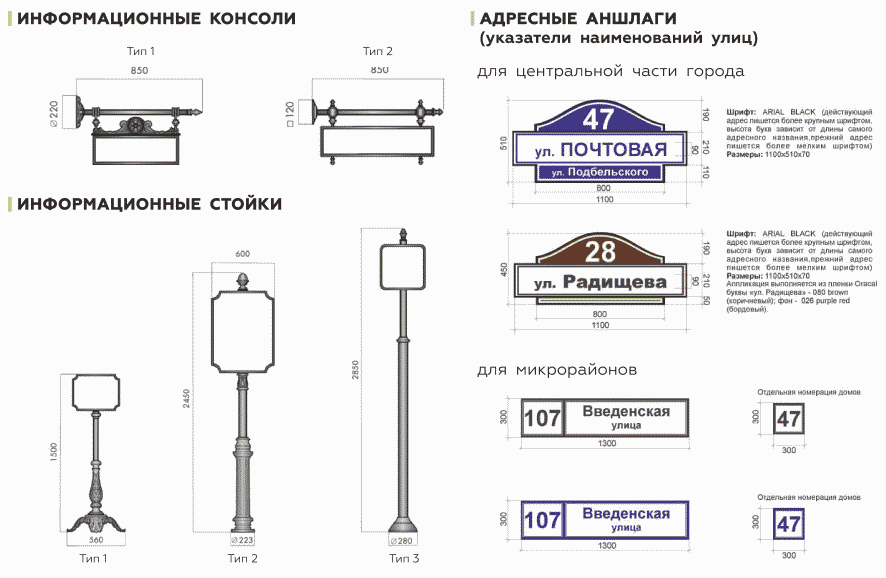 ИНФОРМАЦИОННЫЕ КОНСОЛИ
Тип 1
Тип 2
850
850
⌀220
□120
ИНФОРМАЦИОННЫЕ СТОЙКИ
600
1500
2450
2850
560
⌀223
⌀280
Тип 1
Тип 2
Тип 3
АДРЕСНЫЕ АНШЛАГИ
(указатели наименований улиц)
для центральной части города
47
ул. ПОЧТОВАЯ
ул. Подбельского
510
190
210
90
110
800
1100
Шрифт: ARIAL BLACK (действующий
адрес пишется более крупным шрифтом,
высота букв зависит от длины самого
адресного названия,прежний адрес
пишется более мелким шрифтом)
Размеры: 1100х510х70
28
ул. Радищева
450
190
210
90
50
800
1100
Шрифт: ARIAL BLACK (действующий
адрес пишется более крупным шрифтом,
высота букв зависит от длины самого
адресного названия,прежний адрес
пишется более мелким шрифтом)
Размеры: 1100х510х70
Аппликация выполняется из пленки Oracal
буквы «ул. Радищева» - 080 brown
(коричневый); фон - 026 purple red
(бордовый).
для микрорайонов
300
107
Введенская
улица
1300
Отдельная номерация домов
300
47
300
300
107
Введенская
улица
1300
Отдельная номерация домов
300
47
300